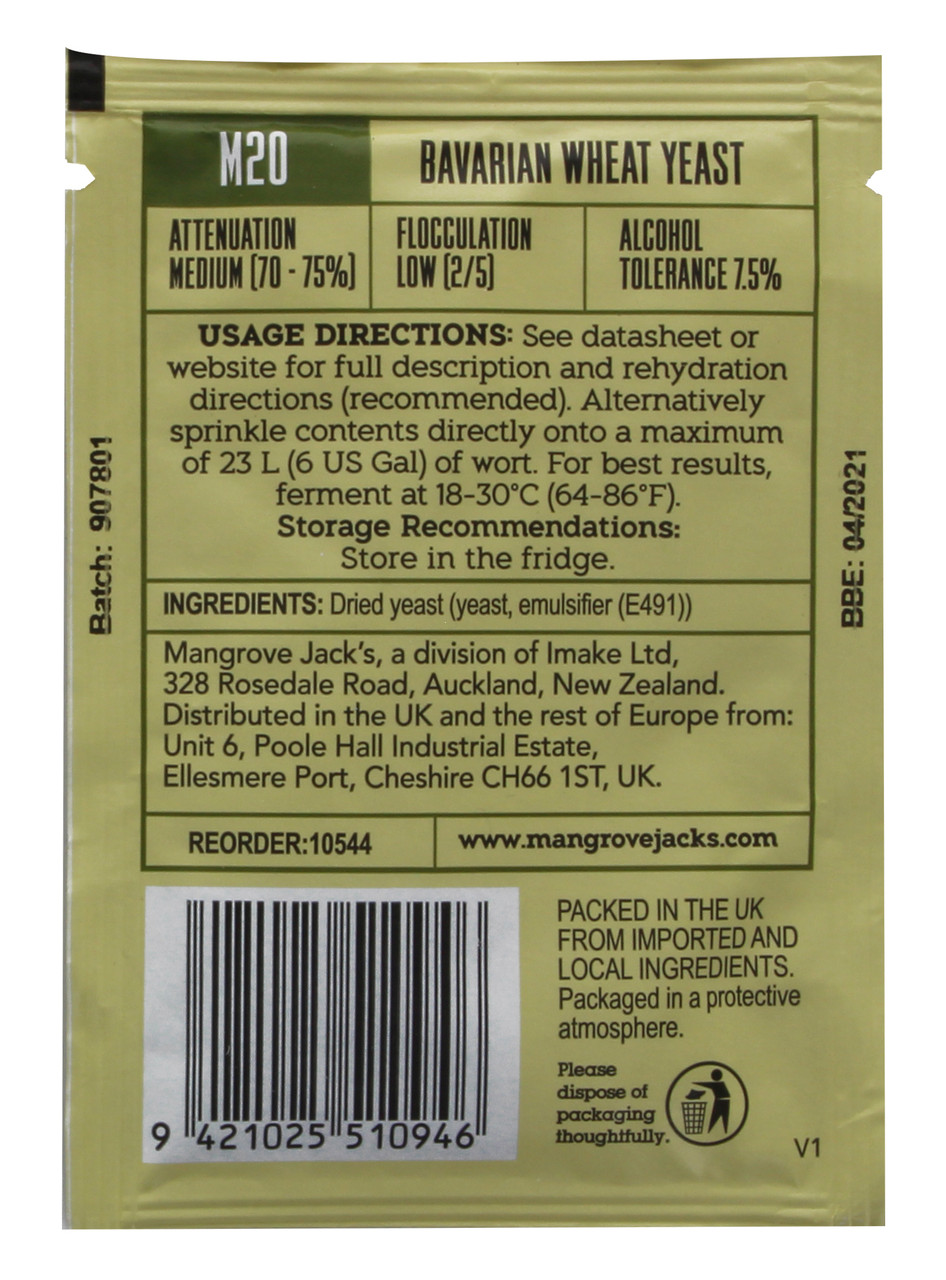 M20
BAVARIAN WHEAT YEAST
ATTENUATION
MEDIUM (70 - 75%)
FLOCCULATION
LOW (2/5)
ALCOHOL
TOLERANCE 7.5%
USAGE DIRECTIONS: See datasheet or
website for full description and rehydration
directions (recommended). Alternatively
sprinkle contents directly onto a maximum
of 23 L (6 US Gal) of wort. For best results,
ferment at 18-30°C (64-86°F).
Storage Recommendations:
Store in the fridge.
Batch: 907801
BBE: 04/2021
INGREDIENTS: Dried yeast (yeast, emulsifier (E491))
Mangrove Jack's, a division of Imake Ltd,
328 Rosedale Road, Auckland, New Zealand.
Distributed in the UK and the rest of Europe from:
Unit 6, Poole Hall Industrial Estate,
Ellesmere Port, Cheshire CH66 1ST, UK.
REORDER:10544
www.mangrovejacks.com
9 421025 510946
PACKED IN THE UK
FROM IMPORTED AND
LOCAL INGREDIENTS.
Packaged in a protective
atmosphere.
Please
dispose of
packaging
thoughtfully.
V1